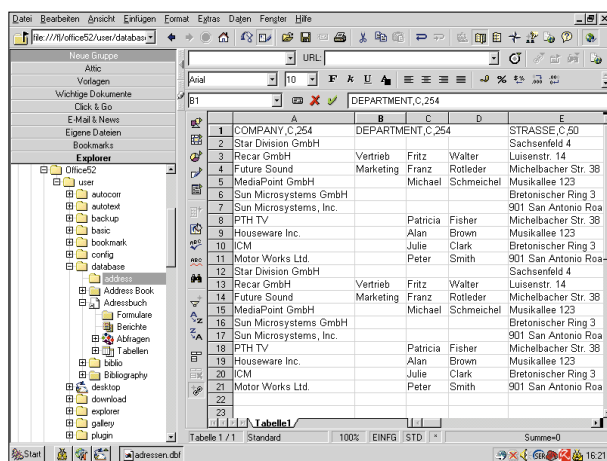 Datei Bearbeiten Ansicht Einfügen Format Extras Daten Fenster Hilfe
file:///f|/office52/user/databas
URL:
Arial 10 F k U A
B1 DEPARTMENT,C,254
Neue Gruppe
Attic
Vorlagen
Wichtige Dokumente
Click & Go
E-Mail & News
Eigene Dateien
Bookmarks
Explorer
Office52
user
autocorr
autotext
backup
basic
bookmark
config
database
address
Address Book
Adressbuch
Formulare
Berichte
Abfragen
Tabellen
biblio
Bibliography
desktop
download
explorer
gallery
plugin
A B C D E
1 COMPANY,C,254 DEPARTMENT,C,254 STRASSE,C,50
2 Star Division GmbH Sachsenfeld 4
3 Recar GmbH Vertrieb Fritz Walter Luisenstr. 14
4 Future Sound Marketing Franz Rotleder Michelbacher Str. 38
5 MediaPoint GmbH Michael Schmeichel Musikallee 123
6 Sun Microsystems GmbH Bretonischer Ring 3
7 Sun Microsystems, Inc. 901 San Antonio Roa
8 PTH TV Patricia Fisher Michelbacher Str. 38
9 Houseware Inc. Alan Brown Musikallee 123
10 ICM Julie Clark Bretonischer Ring 3
11 Motor Works Ltd. Peter Smith 901 San Antonio Roa
12 Star Division GmbH Sachsenfeld 4
13 Recar GmbH Vertrieb Fritz Walter Luisenstr. 14
14 Future Sound Marketing Franz Rotleder Michelbacher Str. 38
15 MediaPoint GmbH Michael Schmeichel Musikallee 123
16 Sun Microsystems GmbH Bretonischer Ring 3
17 Sun Microsystems, Inc. 901 San Antonio Roa
18 PTH TV Patricia Fisher Michelbacher Str. 38
19 Houseware Inc. Alan Brown Musikallee 123
20 ICM Julie Clark Bretonischer Ring 3
21 Motor Works Ltd. Peter Smith 901 San Antonio Roa
22
23
Tabelle1
Tabelle 1 / 1 Standard 100% EINFG STD * Summe=0
Start adressen.dbf 16:21